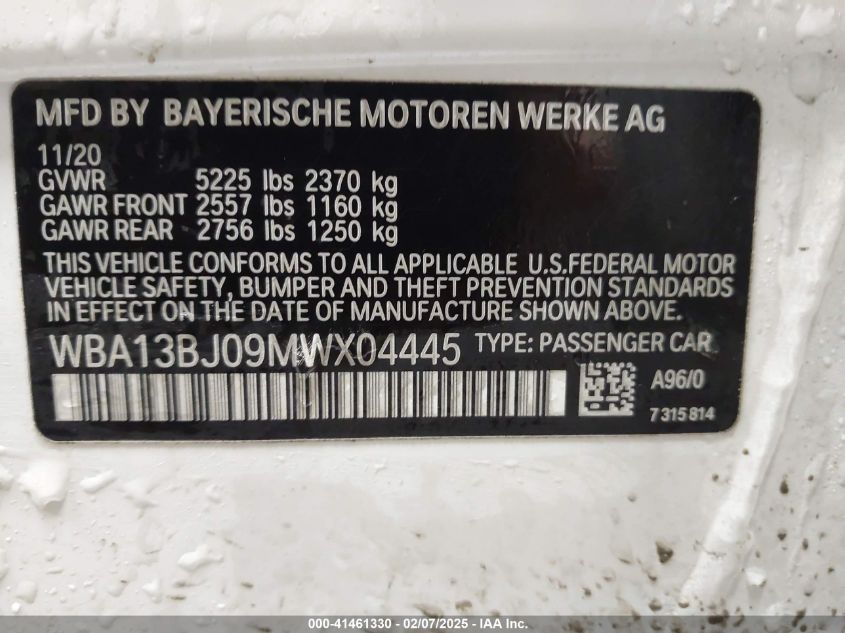 MFD BY BAYERISCHE MOTOREN WERKE AG
11/20
GVWR 5225 lbs 2370 kg
GAWR FRONT 2557 lbs 1160 kg
GAWR REAR 2756 lbs 1250 kg
THIS VEHICLE CONFORMS TO ALL APPLICABLE U.S.FEDERAL MOTOR
VEHICLE SAFETY, BUMPER AND THEFT PREVENTION STANDARDS
IN EFFECT ON THE DATE OF MANUFACTURE SHOWN ABOVE.
WBA13BJ09MWX04445 TYPE: PASSENGER CAR
A96/0
7315814
000-41461330 - 02/07/2025 - IAA Inc.